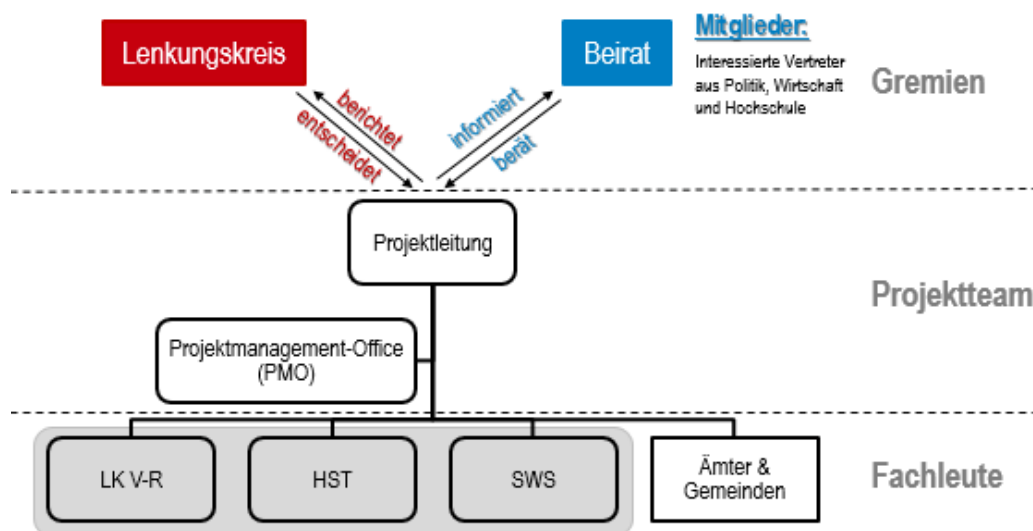 Lenkungskreis
Beirat
Mitglieder:
Interessierte Vertreter
aus Politik, Wirtschaft
und Hochschule
Gremien
berichtet
entscheidet
informiert
berät
Projektleitung
Projektteam
Projektmanagement-Office
(PMO)
LK V-R
HST
SWS
Ämter &
Gemeinden
Fachleute